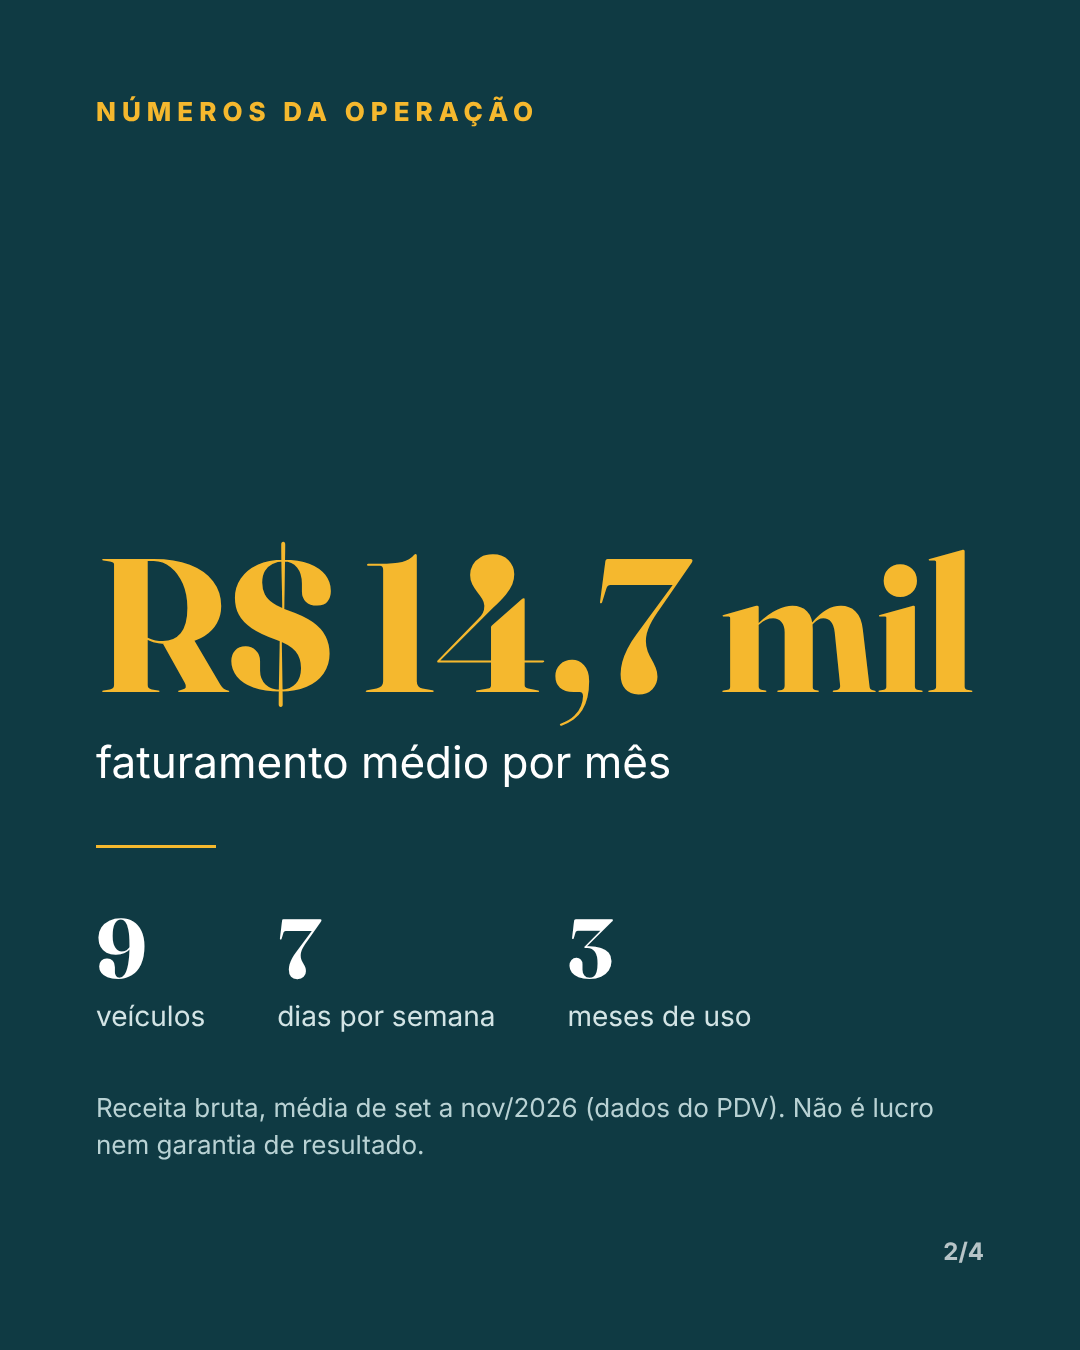 NÚMEROS DA OPERAÇÃO
R$ 14,7 mil
faturamento médio por mês
9
veículos
7
dias por semana
3
meses de uso
Receita bruta, média de set a nov/2026 (dados do PDV). Não é lucro
nem garantia de resultado.
2/4